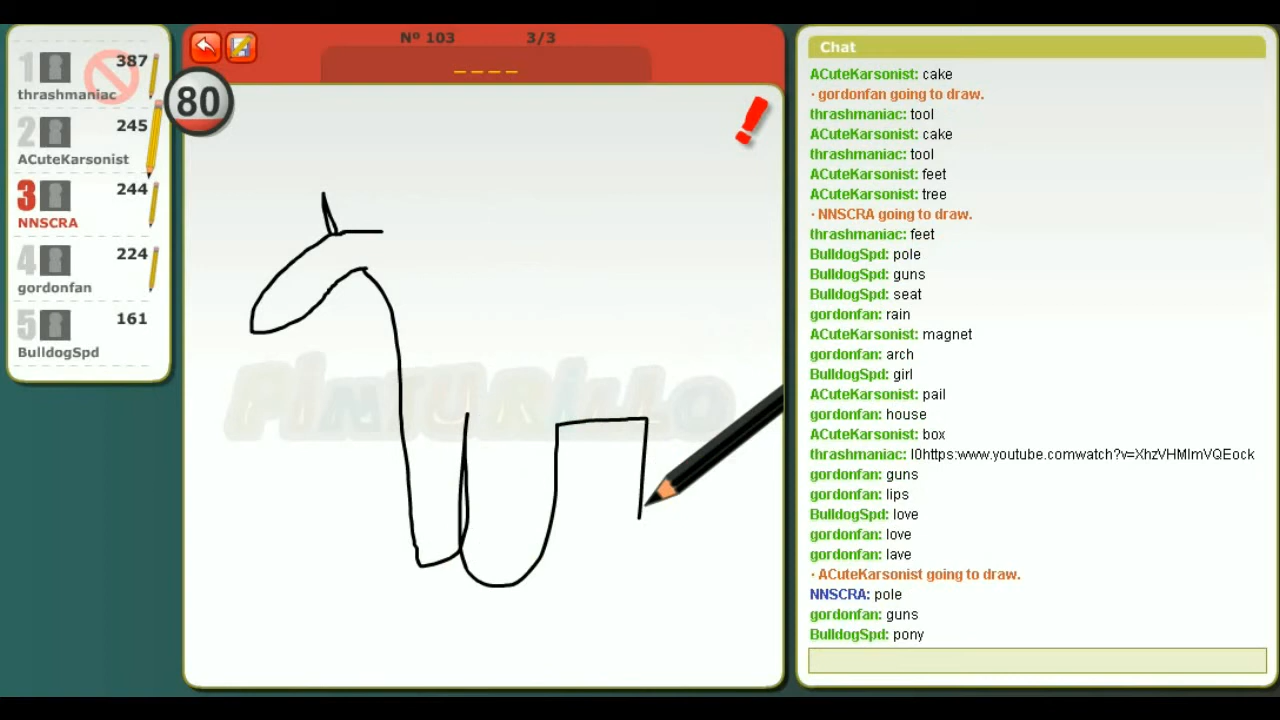 1 387
thrashmaniac
2 245
ACuteKarsonist
3 244
NNSCRA
4 224
gordonfan
5 161
BulldogSpd
80
Nº 103 3/3
_ _ _ _
PINTURILLO
Chat
ACuteKarsonist: cake
· gordonfan going to draw.
thrashmaniac: tool
ACuteKarsonist: cake
thrashmaniac: tool
ACuteKarsonist: feet
ACuteKarsonist: tree
· NNSCRA going to draw.
thrashmaniac: feet
BulldogSpd: pole
BulldogSpd: guns
BulldogSpd: seat
gordonfan: rain
ACuteKarsonist: magnet
gordonfan: arch
BulldogSpd: girl
ACuteKarsonist: pail
gordonfan: house
ACuteKarsonist: box
thrashmaniac: l0https:www.youtube.comwatch?v=XhzVHMlmVQEock
gordonfan: guns
gordonfan: lips
BulldogSpd: love
gordonfan: love
gordonfan: lave
· ACuteKarsonist going to draw.
NNSCRA: pole
gordonfan: guns
BulldogSpd: pony